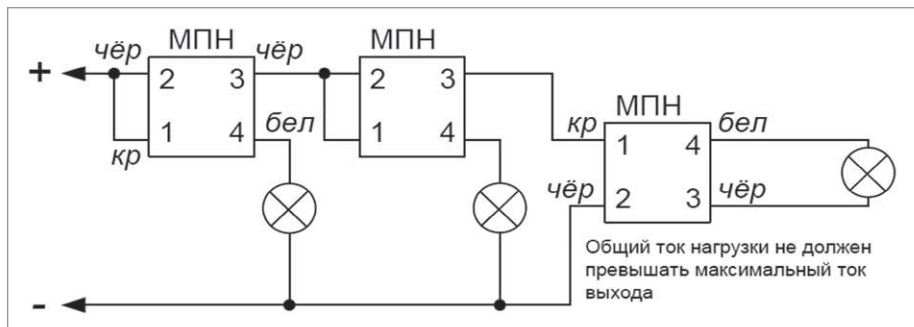 МПН
МПН
чёр
чёр
+
2 3
2 3
МПН
1 4
бел
1 4
кр
бел
кр
1 4
чёр
чёр
2 3
Общий ток нагрузки не должен
превышать максимальный ток
выхода
-